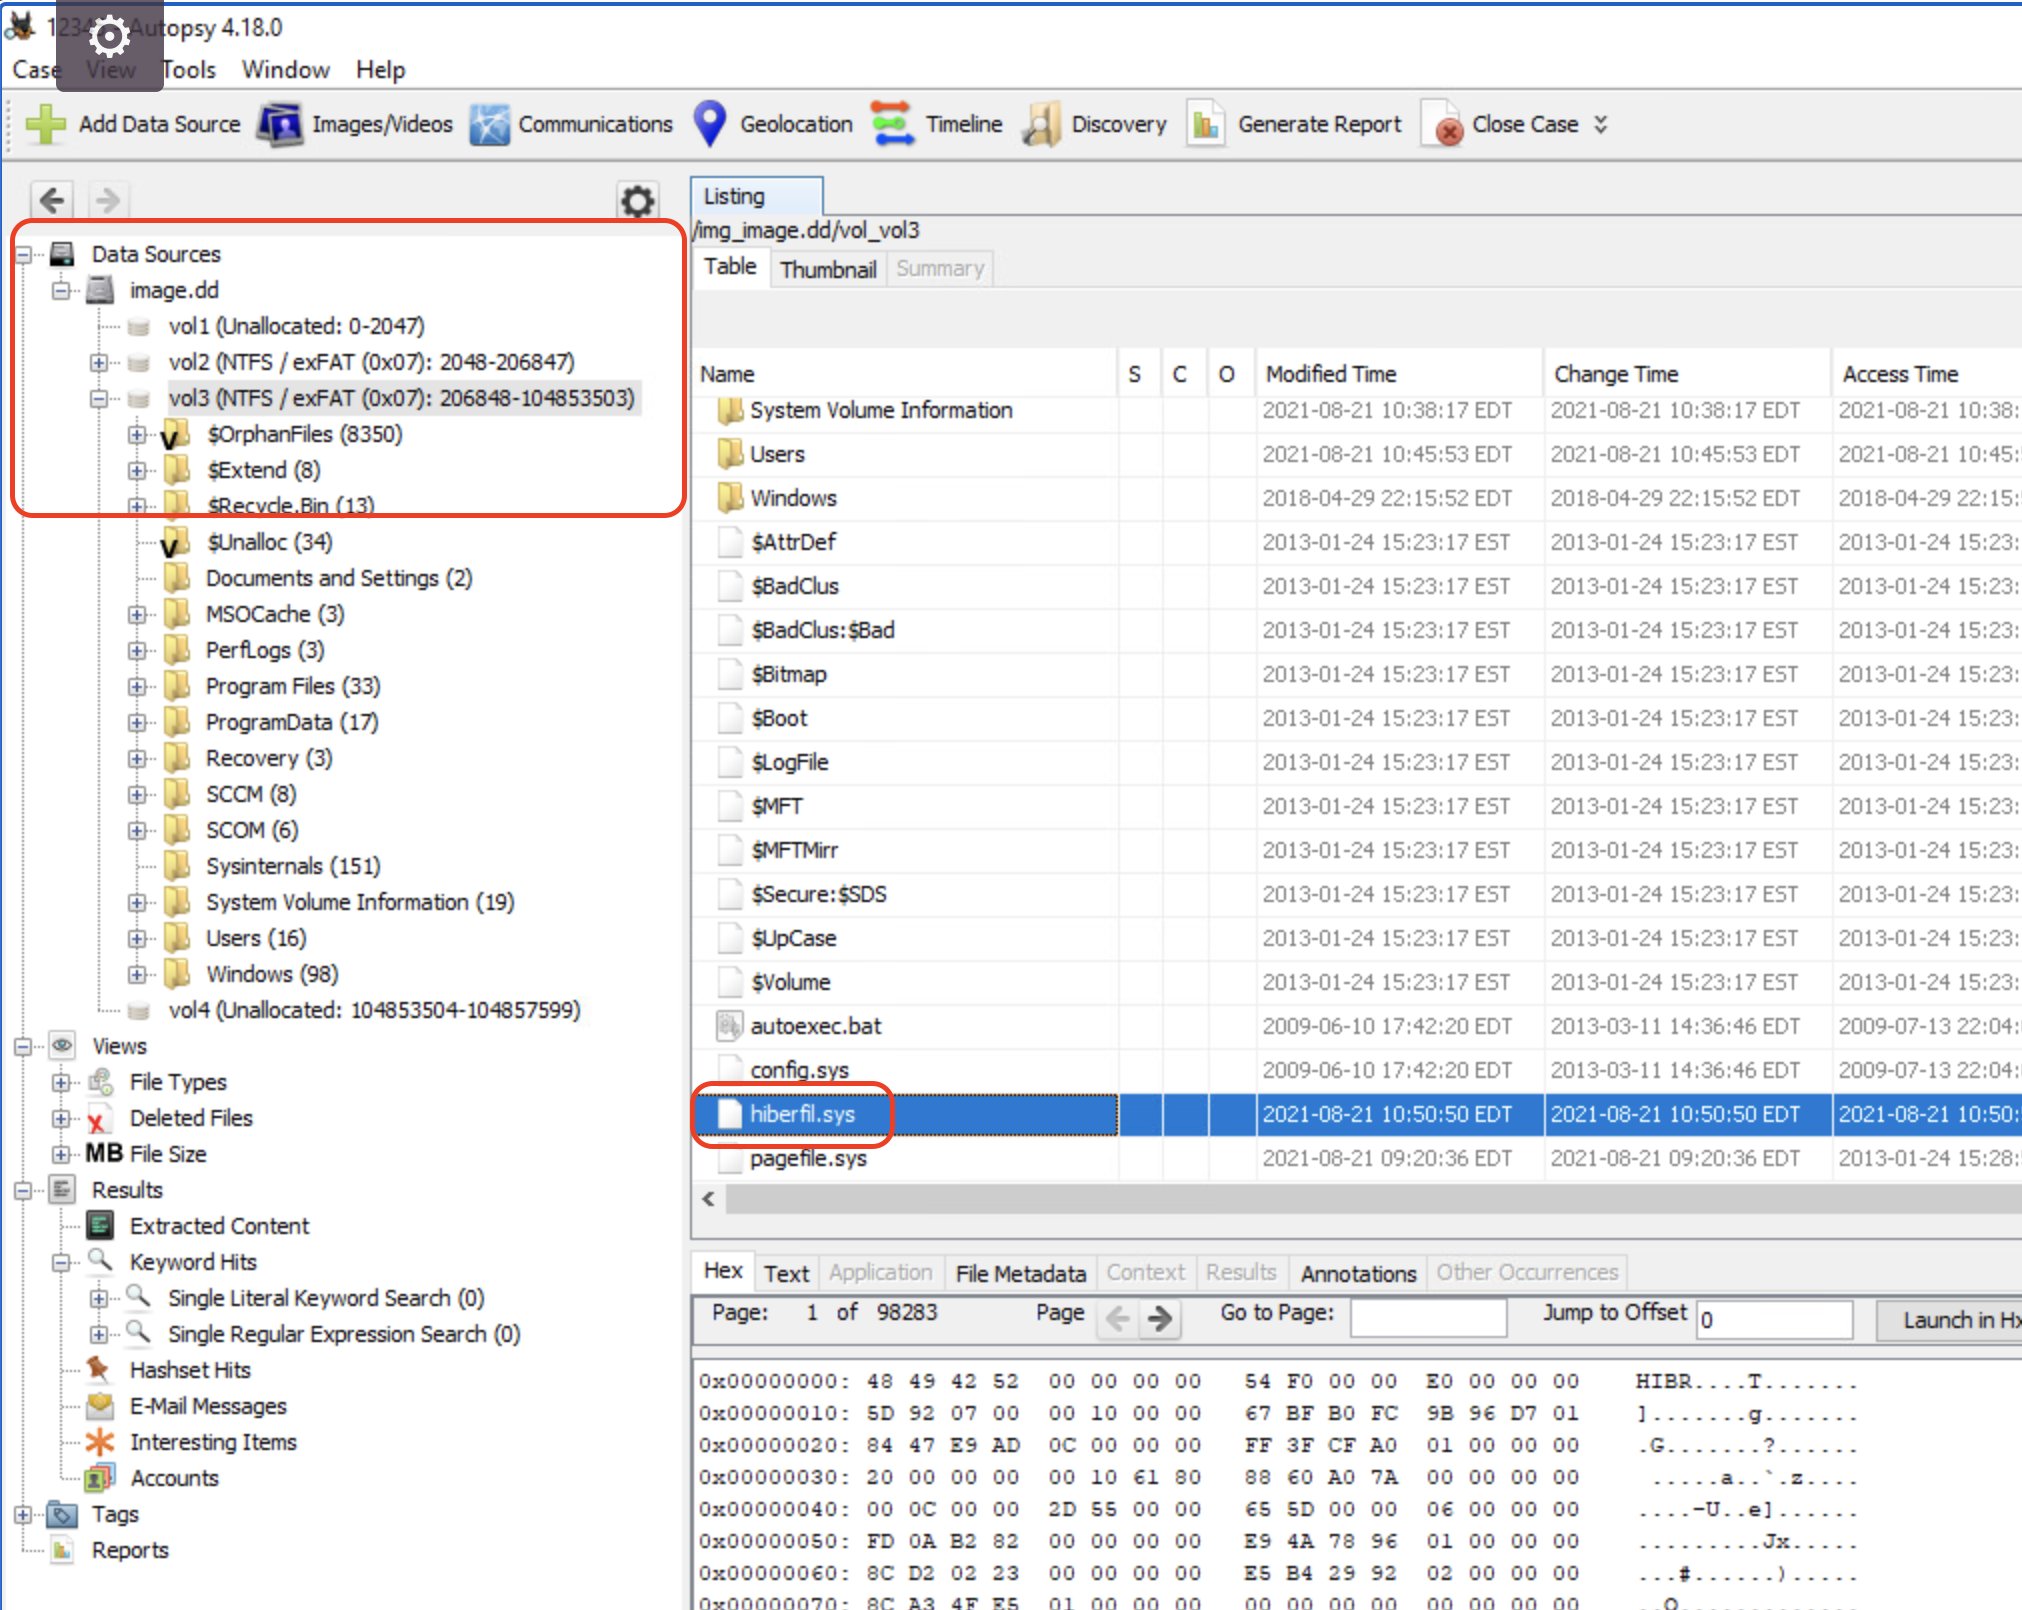 1234 Autopsy 4.18.0
Case View Tools Window Help
Add Data Source Images/Videos Communications Geolocation Timeline Discovery Generate Report Close Case
Data Sources
image.dd
vol1 (Unallocated: 0-2047)
vol2 (NTFS / exFAT (0x07): 2048-206847)
vol3 (NTFS / exFAT (0x07): 206848-104853503)
$OrphanFiles (8350)
$Extend (8)
$Recycle.Bin (13)
$Unalloc (34)
Documents and Settings (2)
MSOCache (3)
PerfLogs (3)
Program Files (33)
ProgramData (17)
Recovery (3)
SCCM (8)
SCOM (6)
Sysinternals (151)
System Volume Information (19)
Users (16)
Windows (98)
vol4 (Unallocated: 104853504-104857599)
Views
File Types
Deleted Files
MB File Size
Results
Extracted Content
Keyword Hits
Single Literal Keyword Search (0)
Single Regular Expression Search (0)
Hashset Hits
E-Mail Messages
Interesting Items
Accounts
Tags
Reports
Listing
/img_image.dd/vol_vol3
Table Thumbnail Summary
Name S C O Modified Time Change Time Access Time
System Volume Information 2021-08-21 10:38:17 EDT 2021-08-21 10:38:17 EDT 2021-08-21 10:38:
Users 2021-08-21 10:45:53 EDT 2021-08-21 10:45:53 EDT 2021-08-21 10:45:
Windows 2018-04-29 22:15:52 EDT 2018-04-29 22:15:52 EDT 2018-04-29 22:15:
$AttrDef 2013-01-24 15:23:17 EST 2013-01-24 15:23:17 EST 2013-01-24 15:23:
$BadClus 2013-01-24 15:23:17 EST 2013-01-24 15:23:17 EST 2013-01-24 15:23:
$BadClus:$Bad 2013-01-24 15:23:17 EST 2013-01-24 15:23:17 EST 2013-01-24 15:23:
$Bitmap 2013-01-24 15:23:17 EST 2013-01-24 15:23:17 EST 2013-01-24 15:23:
$Boot 2013-01-24 15:23:17 EST 2013-01-24 15:23:17 EST 2013-01-24 15:23:
$LogFile 2013-01-24 15:23:17 EST 2013-01-24 15:23:17 EST 2013-01-24 15:23:
$MFT 2013-01-24 15:23:17 EST 2013-01-24 15:23:17 EST 2013-01-24 15:23:
$MFTMirr 2013-01-24 15:23:17 EST 2013-01-24 15:23:17 EST 2013-01-24 15:23:
$Secure:$SDS 2013-01-24 15:23:17 EST 2013-01-24 15:23:17 EST 2013-01-24 15:23:
$UpCase 2013-01-24 15:23:17 EST 2013-01-24 15:23:17 EST 2013-01-24 15:23:
$Volume 2013-01-24 15:23:17 EST 2013-01-24 15:23:17 EST 2013-01-24 15:23:
autoexec.bat 2009-06-10 17:42:20 EDT 2013-03-11 14:36:46 EDT 2009-07-13 22:04:
config.sys 2009-06-10 17:42:20 EDT 2013-03-11 14:36:46 EDT 2009-07-13 22:04:
hiberfil.sys 2021-08-21 10:50:50 EDT 2021-08-21 10:50:50 EDT 2021-08-21 10:50:
pagefile.sys 2021-08-21 09:20:36 EDT 2021-08-21 09:20:36 EDT 2013-01-24 15:28:
Hex Text Application File Metadata Context Results Annotations Other Occurrences
Page: 1 of 98283 Page Go to Page: Jump to Offset 0 Launch in Hx
0x00000000: 48 49 42 52 00 00 00 00 54 F0 00 00 E0 00 00 00 HIBR....T.......
0x00000010: 5D 92 07 00 00 10 00 00 67 BF B0 FC 9B 96 D7 01 ].......g.......
0x00000020: 84 47 E9 AD 0C 00 00 00 FF 3F CF A0 01 00 00 00 .G.......?......
0x00000030: 20 00 00 00 00 10 61 80 88 60 A0 7A 00 00 00 00 .....a..`.z....
0x00000040: 00 0C 00 00 2D 55 00 00 65 5D 00 00 06 00 00 00 ....-U..e]......
0x00000050: FD 0A B2 82 00 00 00 00 E9 4A 78 96 01 00 00 00 .........Jx.....
0x00000060: 8C D2 02 23 00 00 00 00 E5 B4 29 92 02 00 00 00 ...#......).....
0x00000070: 8C A3 4F E5 01 00 00 00 00 00 00 00 00 00 00 00 ..O.............